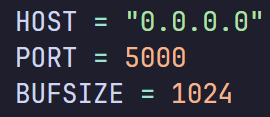 HOST = "0.0.0.0"
PORT = 5000
BUFSIZE = 1024